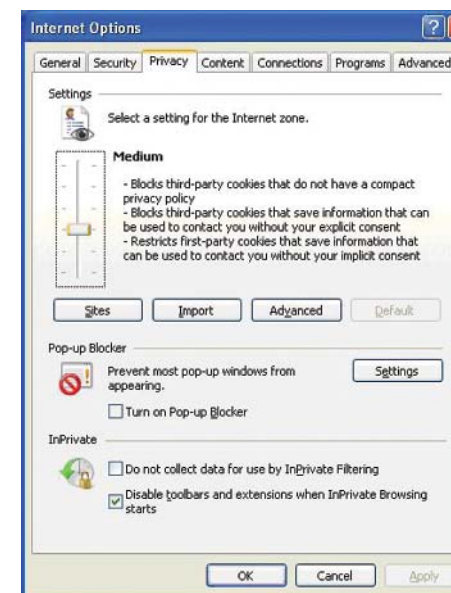 Internet Options
General Security Privacy Content Connections Programs Advanced
Settings
Select a setting for the Internet zone.
Medium
- Blocks third-party cookies that do not have a compact
privacy policy
- Blocks third-party cookies that save information that can
be used to contact you without your explicit consent
- Restricts first-party cookies that save information that
can be used to contact you without your implicit consent
Sites Import Advanced Default
Pop-up Blocker
Prevent most pop-up windows from
appearing.
Settings
Turn on Pop-up Blocker
InPrivate
Do not collect data for use by InPrivate Filtering
Disable toolbars and extensions when InPrivate Browsing
starts
OK Cancel Apply